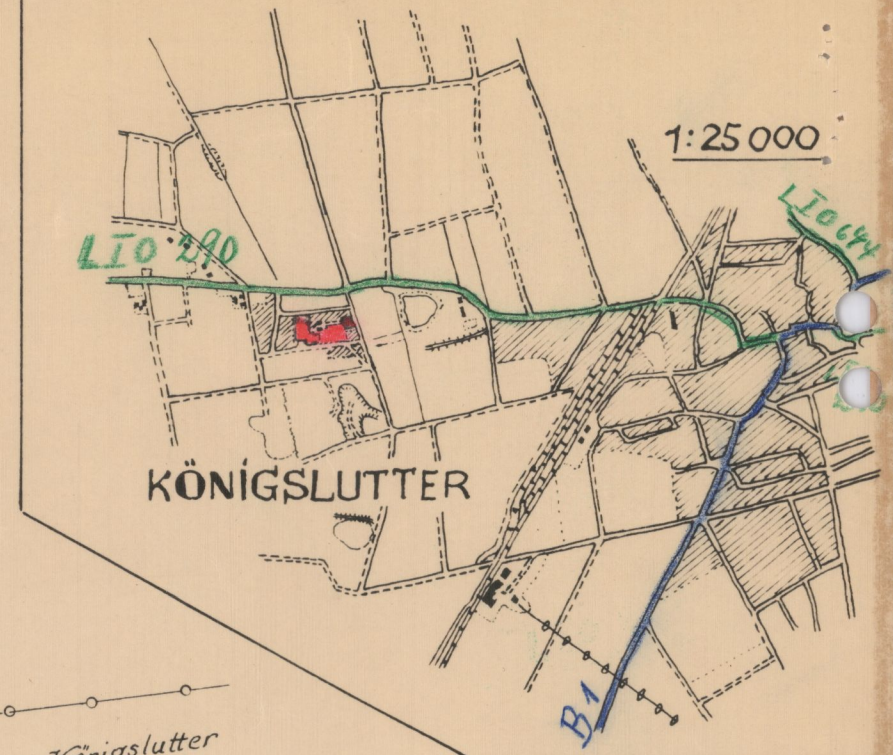 1:25 000
LIO 644
LIO 290
KÖNIGSLUTTER
B1
Königslutter